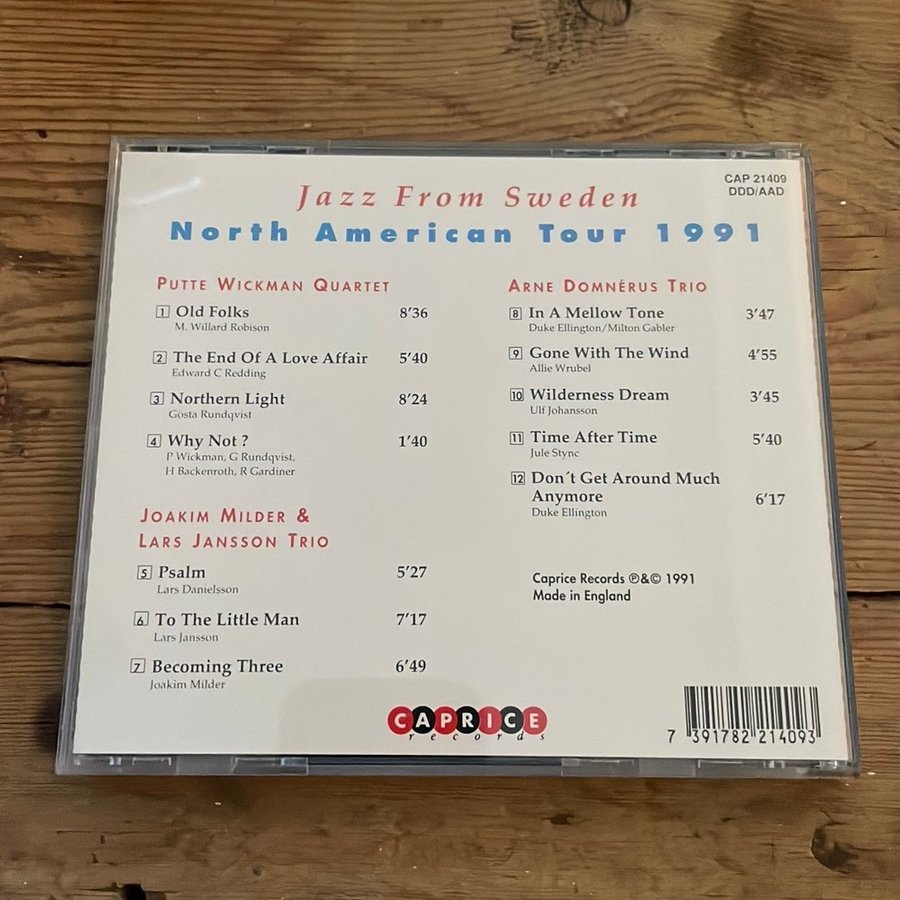 CAP 21409
DDD/AAD
Jazz From Sweden
North American Tour 1991
PUTTE WICKMAN QUARTET
1 Old Folks 8'36
M. Willard Robison
2 The End Of A Love Affair 5'40
Edward C Redding
3 Northern Light 8'24
Gösta Rundqvist
4 Why Not ? 1'40
P Wickman, G Rundqvist,
H Backenroth, R Gardiner
JOAKIM MILDER &
LARS JANSSON TRIO
5 Psalm 5'27
Lars Danielsson
6 To The Little Man 7'17
Lars Jansson
7 Becoming Three 6'49
Joakim Milder
ARNE DOMNÉRUS TRIO
8 In A Mellow Tone 3'47
Duke Ellington/Milton Gabler
9 Gone With The Wind 4'55
Allie Wrubel
10 Wilderness Dream 3'45
Ulf Johansson
11 Time After Time 5'40
Jule Stync
12 Don´t Get Around Much
Anymore 6'17
Duke Ellington
Caprice Records ℗&© 1991
Made in England
CAPRICE
records
7 391782 214093